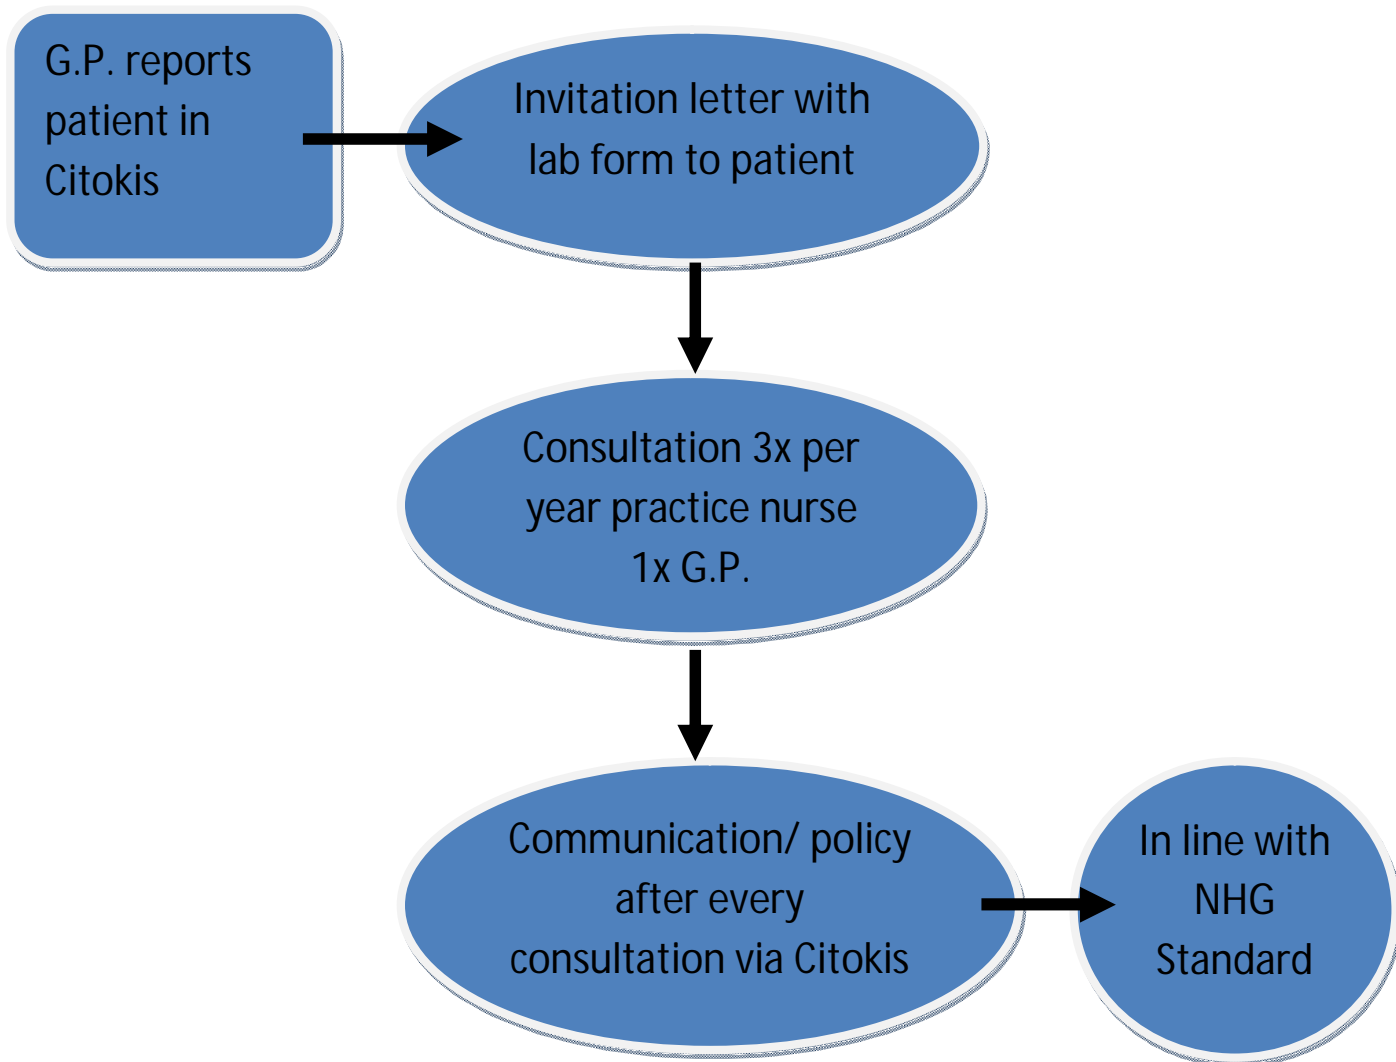 G.P. reports
patient in
Citokis
Invitation letter with
lab form to patient
Consultation 3x per
year practice nurse
1x G.P.
Communication/ policy
after every
consultation via Citokis
In line with
NHG
Standard